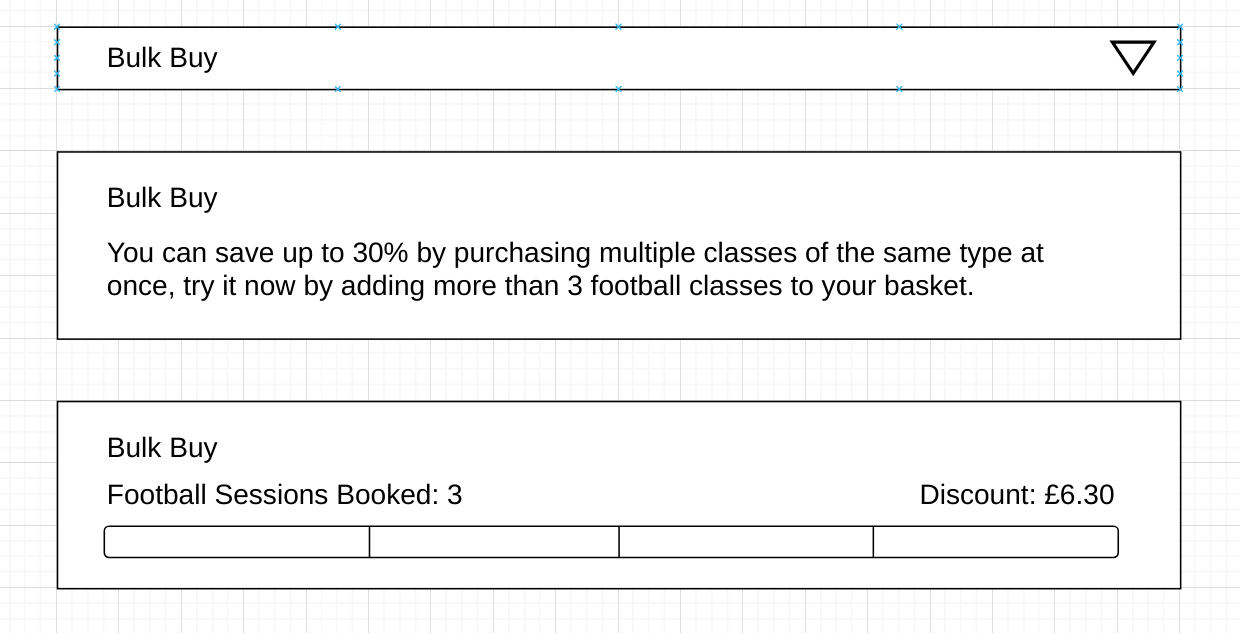 Bulk Buy
Bulk Buy
You can save up to 30% by purchasing multiple classes of the same type at
once, try it now by adding more than 3 football classes to your basket.
Bulk Buy
Football Sessions Booked: 3
Discount: £6.30